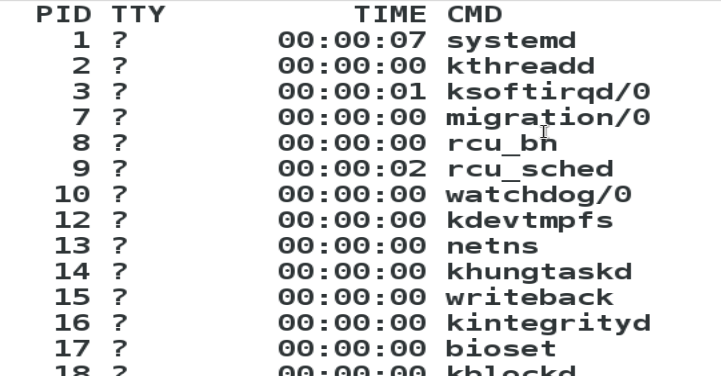 PID TTY TIME CMD
1 ? 00:00:07 systemd
2 ? 00:00:00 kthreadd
3 ? 00:00:01 ksoftirqd/0
7 ? 00:00:00 migration/0
8 ? 00:00:00 rcu_bh
9 ? 00:00:02 rcu_sched
10 ? 00:00:00 watchdog/0
12 ? 00:00:00 kdevtmpfs
13 ? 00:00:00 netns
14 ? 00:00:00 khungtaskd
15 ? 00:00:00 writeback
16 ? 00:00:00 kintegrityd
17 ? 00:00:00 bioset
18 ? 00:00:00 kblockd